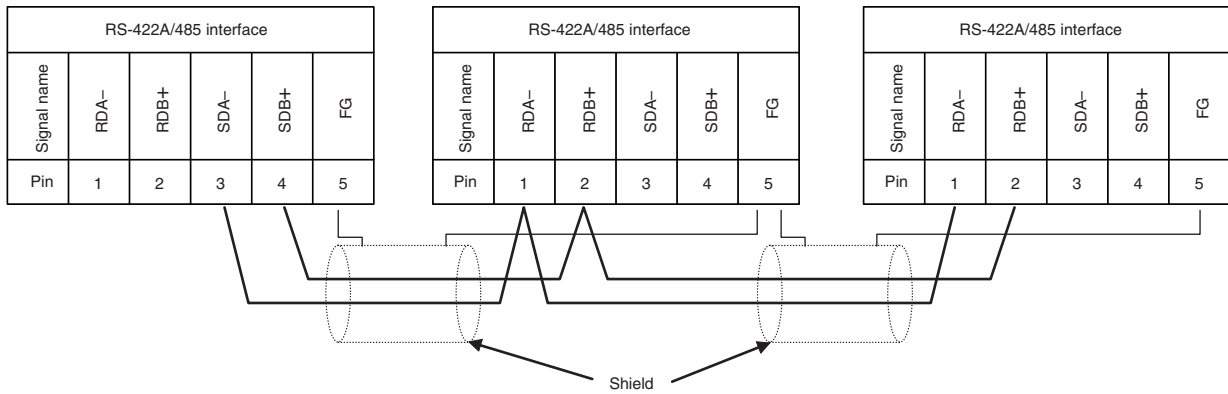 RS-422A/485 interface
Signal name RDA− RDB+ SDA− SDB+ FG
Pin 1 2 3 4 5
RS-422A/485 interface
Signal name RDA− RDB+ SDA− SDB+ FG
Pin 1 2 3 4 5
RS-422A/485 interface
Signal name RDA− RDB+ SDA− SDB+ FG
Pin 1 2 3 4 5
Shield